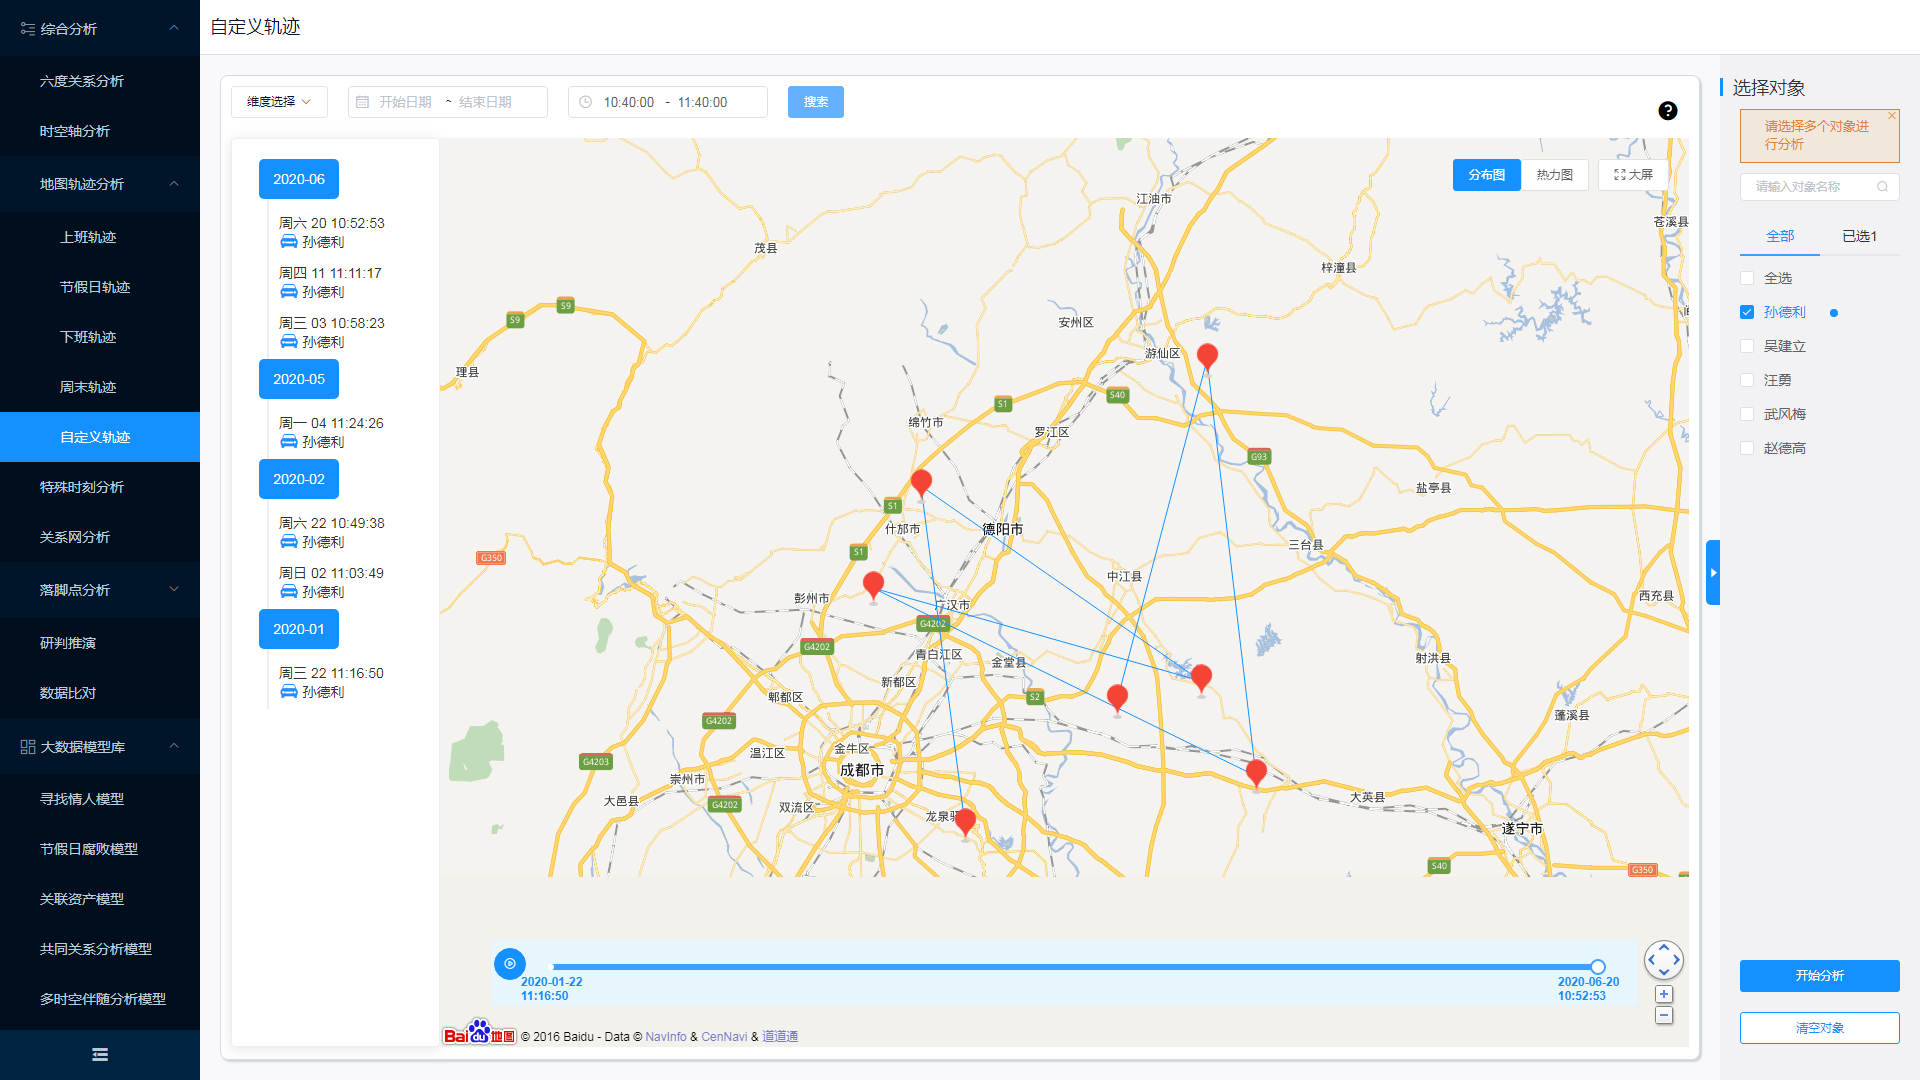 综合分析
六度关系分析
时空轴分析
地图轨迹分析
上班轨迹
节假日轨迹
下班轨迹
周末轨迹
自定义轨迹
特殊时刻分析
关系网分析
落脚点分析
研判推演
数据比对
大数据模型库
寻找情人模型
节假日腐败模型
关联资产模型
共同关系分析模型
多时空伴随分析模型
自定义轨迹
维度选择
开始日期 ~ 结束日期
10:40:00 - 11:40:00
搜索
?
2020-06
周六 20 10:52:53
孙德利
周四 11 11:11:17
孙德利
周三 03 10:58:23
孙德利
2020-05
周一 04 11:24:26
孙德利
2020-02
周六 22 10:49:38
孙德利
周日 02 11:03:49
孙德利
2020-01
周三 22 11:16:50
孙德利
分布图
热力图
大屏
江油市
苍溪县
茂县
梓潼县
S9
S9
安州区
游仙区
理县
S40
S1
绵竹市
罗江区
G93
盐亭县
S1
什邡市
德阳市
三台县
S1
G350
中江县
西充县
彭州市
广汉市
G4202
G4202
青白江区
金堂县
射洪县
新都区
郫都区
S2
蓬溪县
G4202
金牛区
温江区
G4203
成都市
崇州市
大英县
大邑县
G4202
双流区
龙泉驿
遂宁市
S40
G350
2020-01-22
11:16:50
2020-06-20
10:52:53
Bai du 地图 © 2016 Baidu - Data © NavInfo & CenNavi & 道道通
选择对象
请选择多个对象进
行分析
请输入对象名称
全部
已选1
全选
孙德利
吴建立
汪勇
武风梅
赵德高
开始分析
清空对象